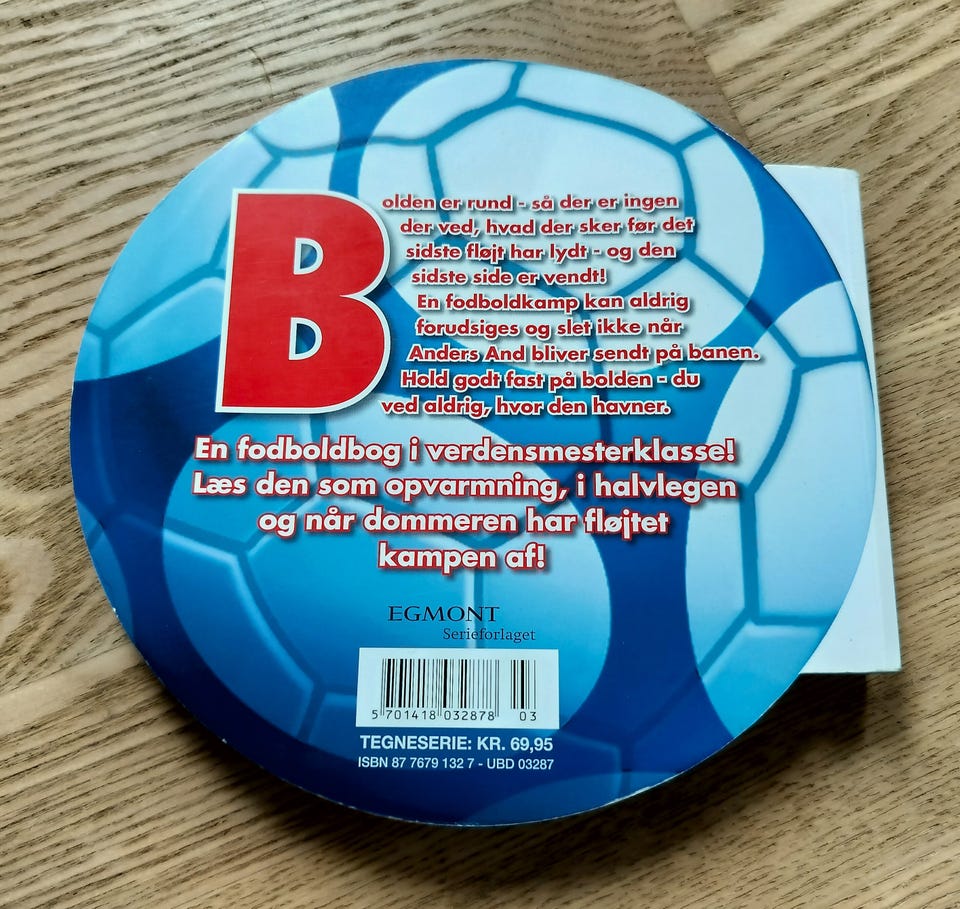 Bolden er rund - så der er ingen
der ved, hvad der sker før det
sidste fløjt har lydt - og den
sidste side er vendt!
En fodboldkamp kan aldrig
forudsiges og slet ikke når
Anders And bliver sendt på banen.
Hold godt fast på bolden - du
ved aldrig, hvor den havner.
En fodboldbog i verdensmesterklasse!
Læs den som opvarmning, i halvlegen
og når dommeren har fløjtet
kampen af!
EGMONT
Serieforlaget
5 701418 032878 03
TEGNESERIE: KR. 69,95
ISBN 87 7679 132 7 - UBD 03287